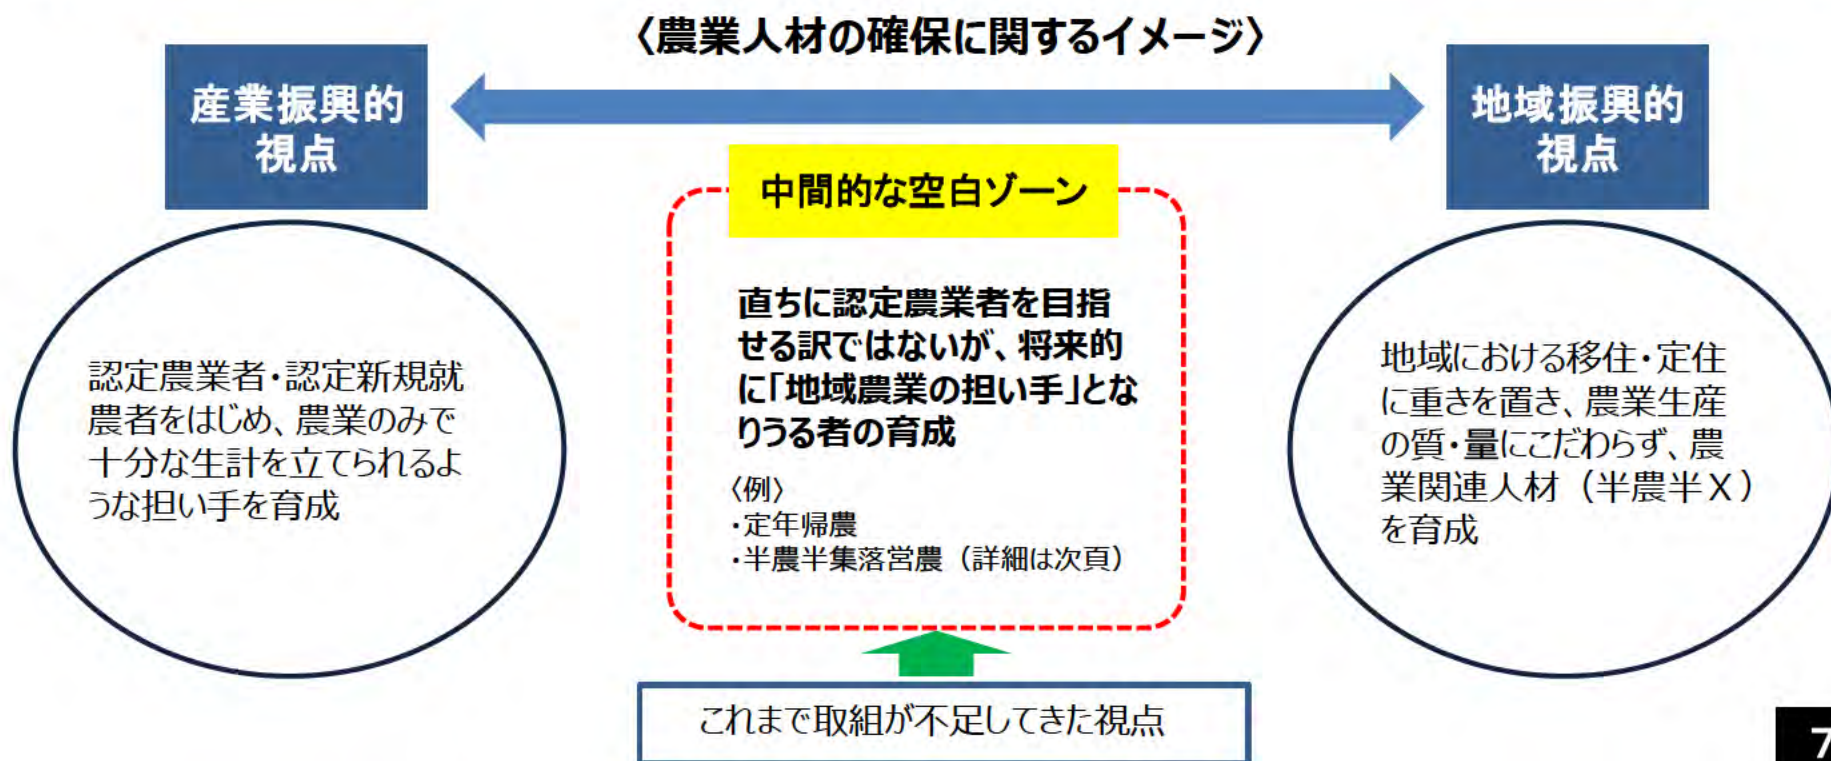 〈農業人材の確保に関するイメージ〉
産業振興的
視点
地域振興的
視点
中間的な空白ゾーン
認定農業者・認定新規就
農者をはじめ、農業のみで
十分な生計を立てられるよ
うな担い手を育成
直ちに認定農業者を目指
せる訳ではないが、将来的
に「地域農業の担い手」とな
りうる者の育成
〈例〉
・定年帰農
・半農半集落営農（詳細は次頁）
地域における移住・定住
に重きを置き、農業生産
の質・量にこだわらず、農
業関連人材（半農半Ｘ）
を育成
これまで取組が不足してきた視点
7